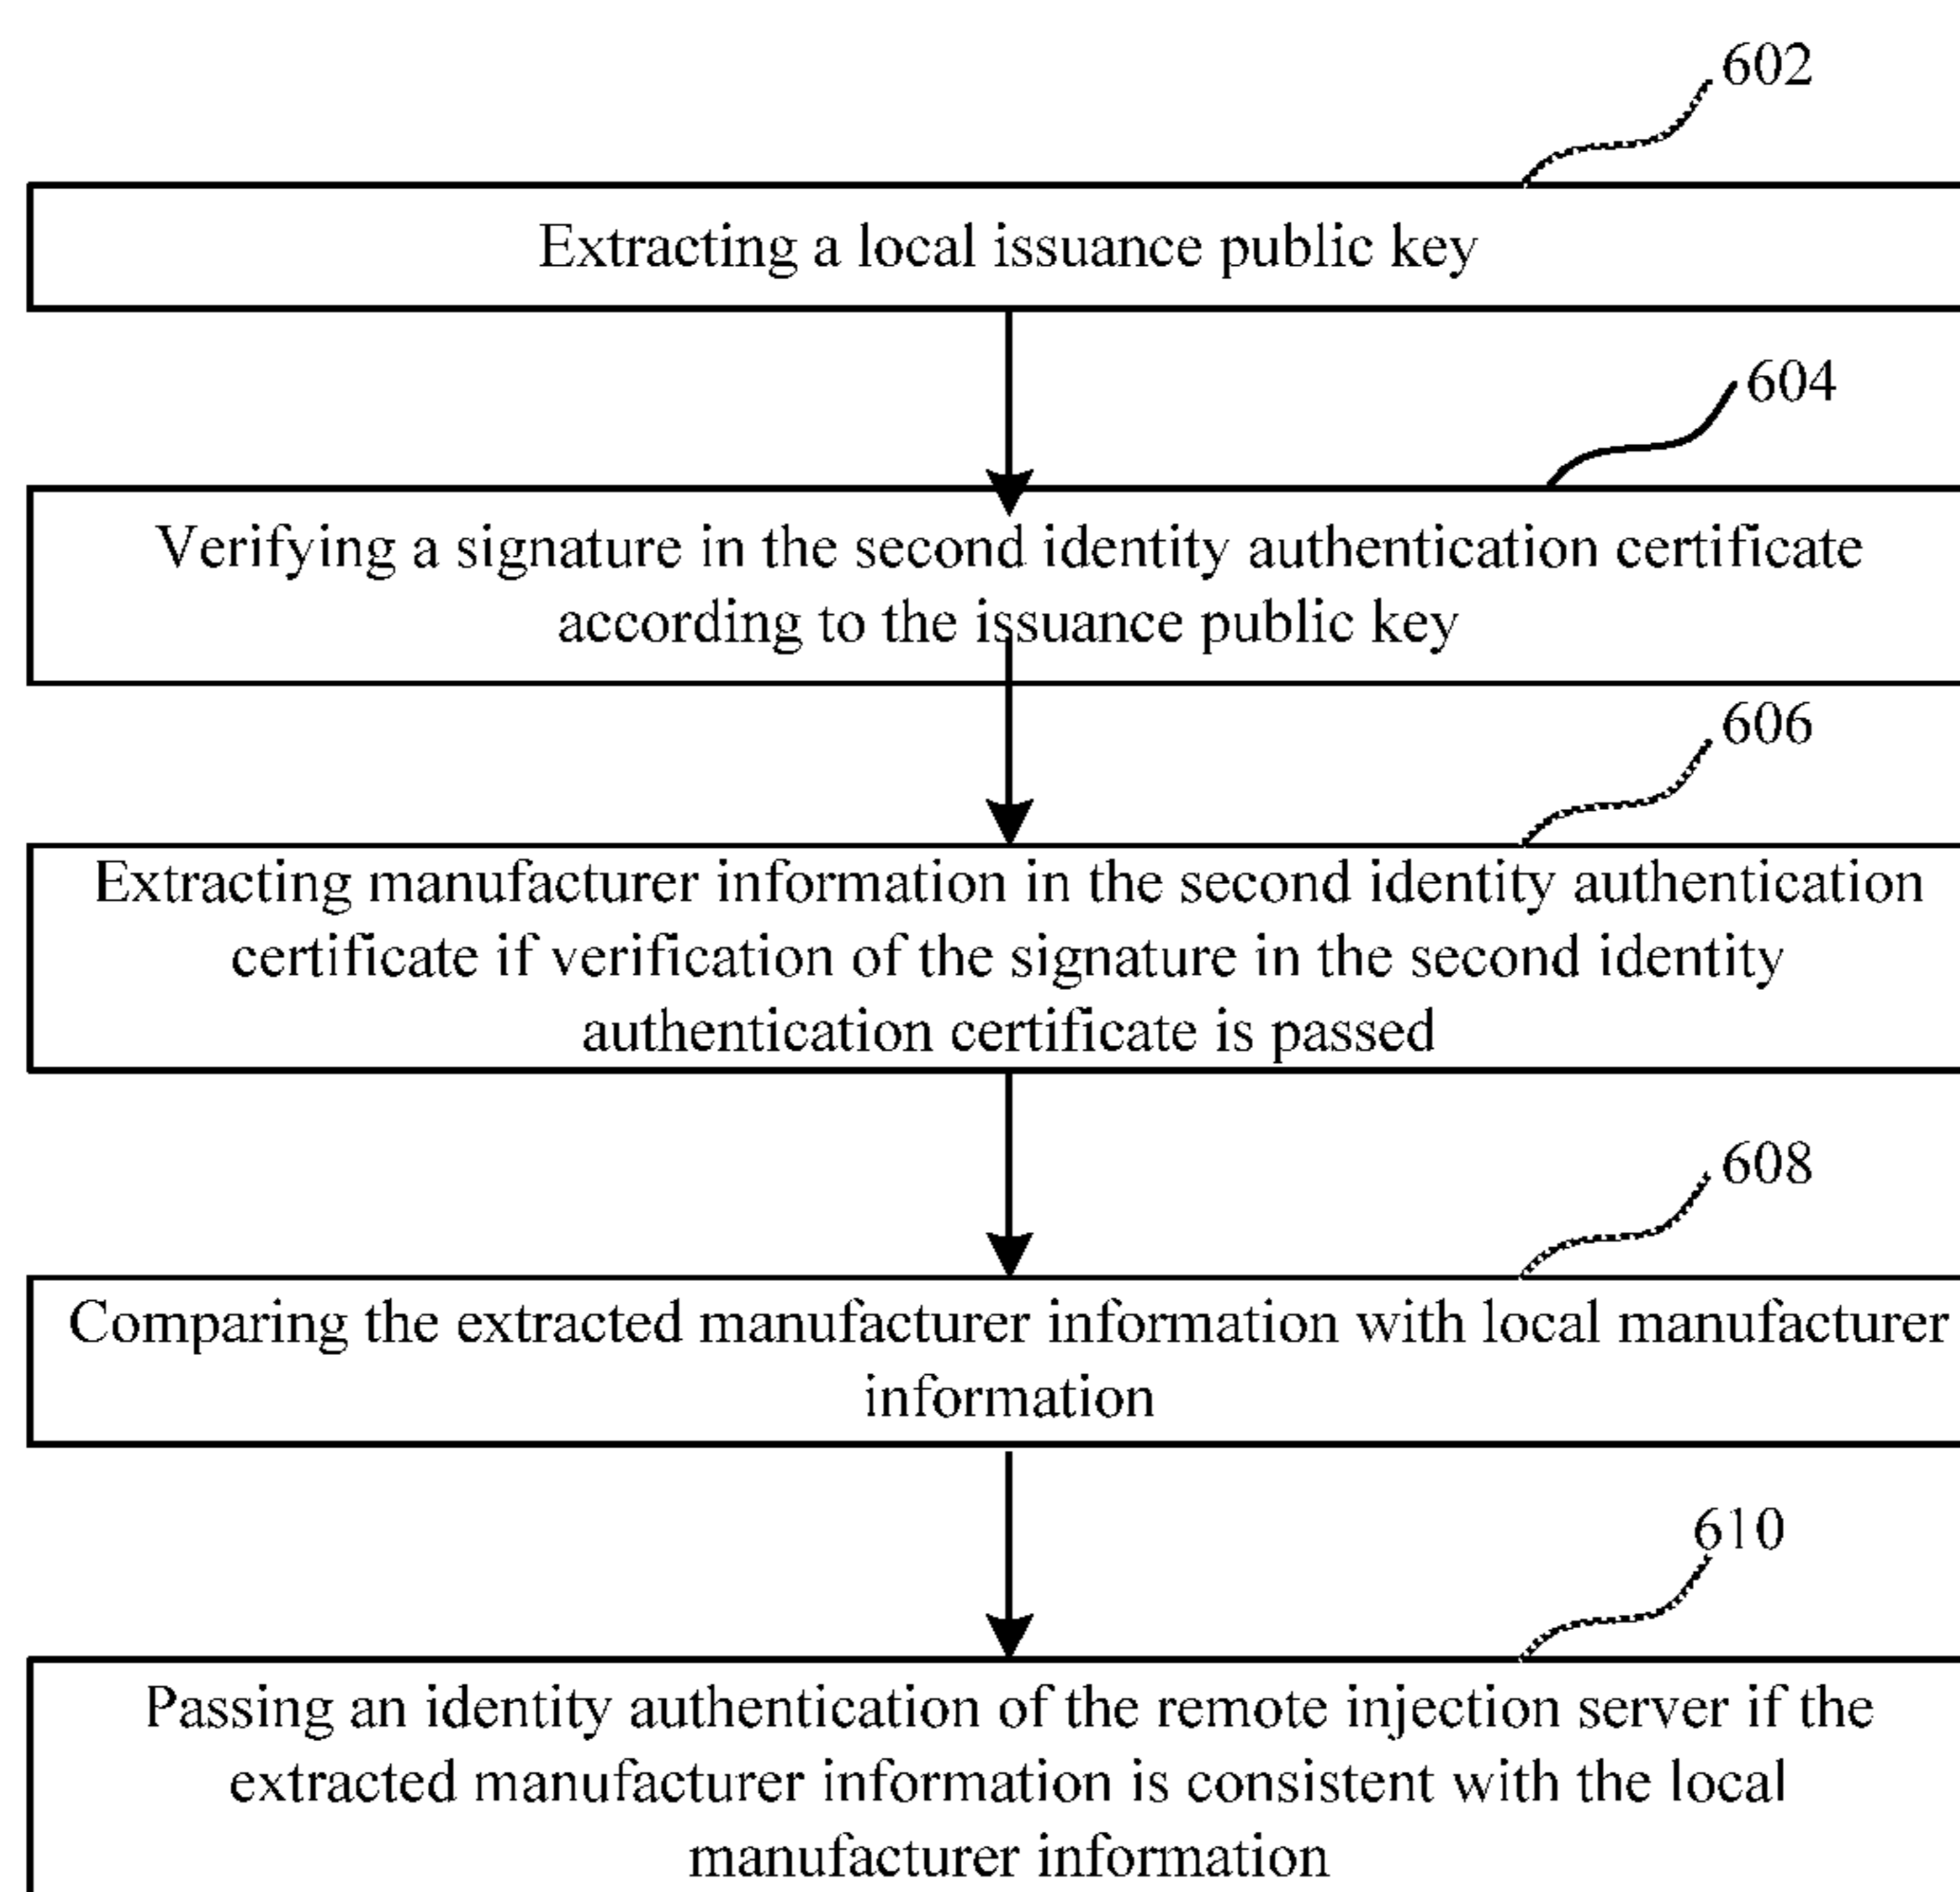 602
Extracting a local issuance public key
604
Verifying a signature in the second identity authentication certificate
according to the issuance public key
606
Extracting manufacturer information in the second identity authentication
certificate if verification of the signature in the second identity
authentication certificate is passed
608
Comparing the extracted manufacturer information with local manufacturer
information
610
Passing an identity authentication of the remote injection server if the
extracted manufacturer information is consistent with the local
manufacturer information